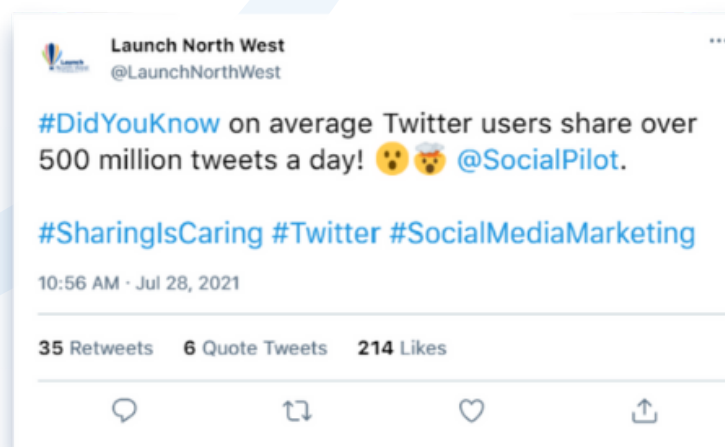 Launch North West
@LaunchNorthWest
#DidYouKnow on average Twitter users share over
500 million tweets a day! 😮🤯 @SocialPilot.
#SharingIsCaring #Twitter #SocialMediaMarketing
10:56 AM · Jul 28, 2021
35 Retweets 6 Quote Tweets 214 Likes